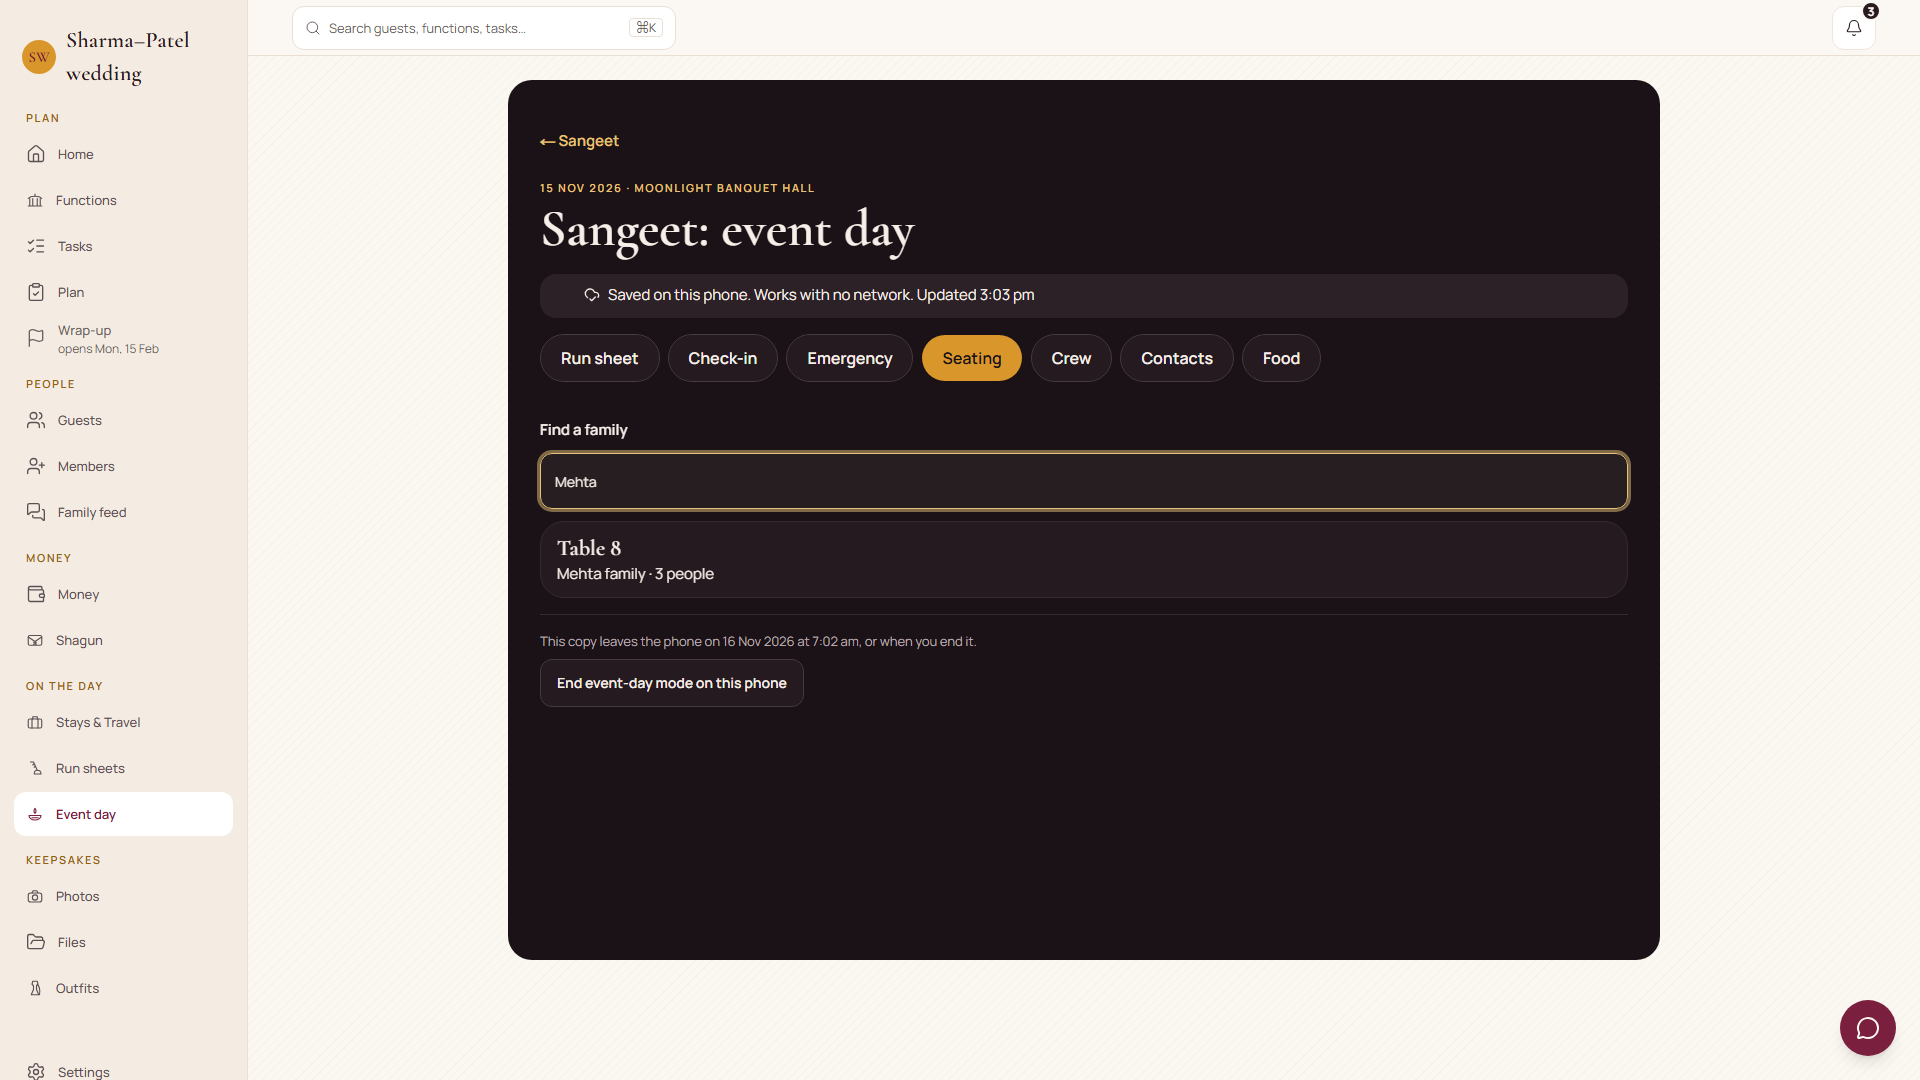 SW
Sharma–Patel
wedding
PLAN
Home
Functions
Tasks
Plan
Wrap-up
opens Mon, 15 Feb
PEOPLE
Guests
Members
Family feed
MONEY
Money
Shagun
ON THE DAY
Stays & Travel
Run sheets
Event day
KEEPSAKES
Photos
Files
Outfits
Settings
Search guests, functions, tasks...
⌘K
3
← Sangeet
15 NOV 2026 · MOONLIGHT BANQUET HALL
Sangeet: event day
Saved on this phone. Works with no network. Updated 3:03 pm
Run sheet
Check-in
Emergency
Seating
Crew
Contacts
Food
Find a family
Mehta
Table 8
Mehta family · 3 people
This copy leaves the phone on 16 Nov 2026 at 7:02 am, or when you end it.
End event-day mode on this phone